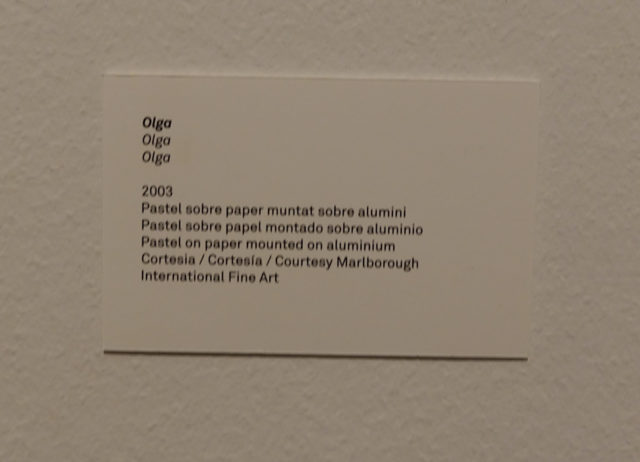 Olga
Olga
Olga
2003
Pastel sobre paper muntat sobre alumini
Pastel sobre papel montado sobre aluminio
Pastel on paper mounted on aluminium
Cortesia / Cortesía / Courtesy Marlborough
International Fine Art